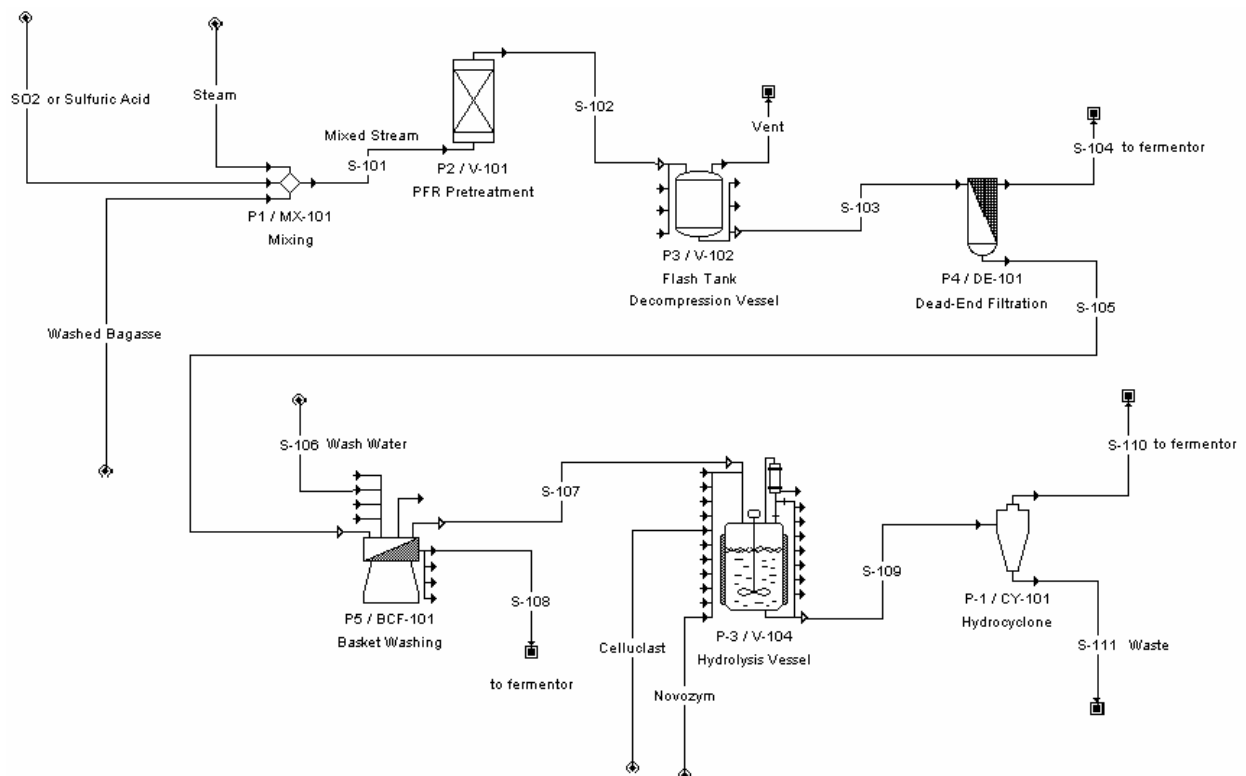 SO2 or Sulfuric Acid
Steam
Mixed Stream
S-101
P1 / MX-101
Mixing
P2 / V-101
PFR Pretreatment
S-102
Vent
P3 / V-102
Flash Tank
Decompression Vessel
S-103
S-104 to fermentor
P4 / DE-101
Dead-End Filtration
S-105
Washed Bagasse
S-106 Wash Water
S-107
P5 / BCF-101
Basket Washing
S-108
to fermentor
Celluclast
Novozym
P-3 / V-104
Hydrolysis Vessel
S-109
S-110 to fermentor
P-1 / CY-101
Hydrocyclone
S-111 Waste